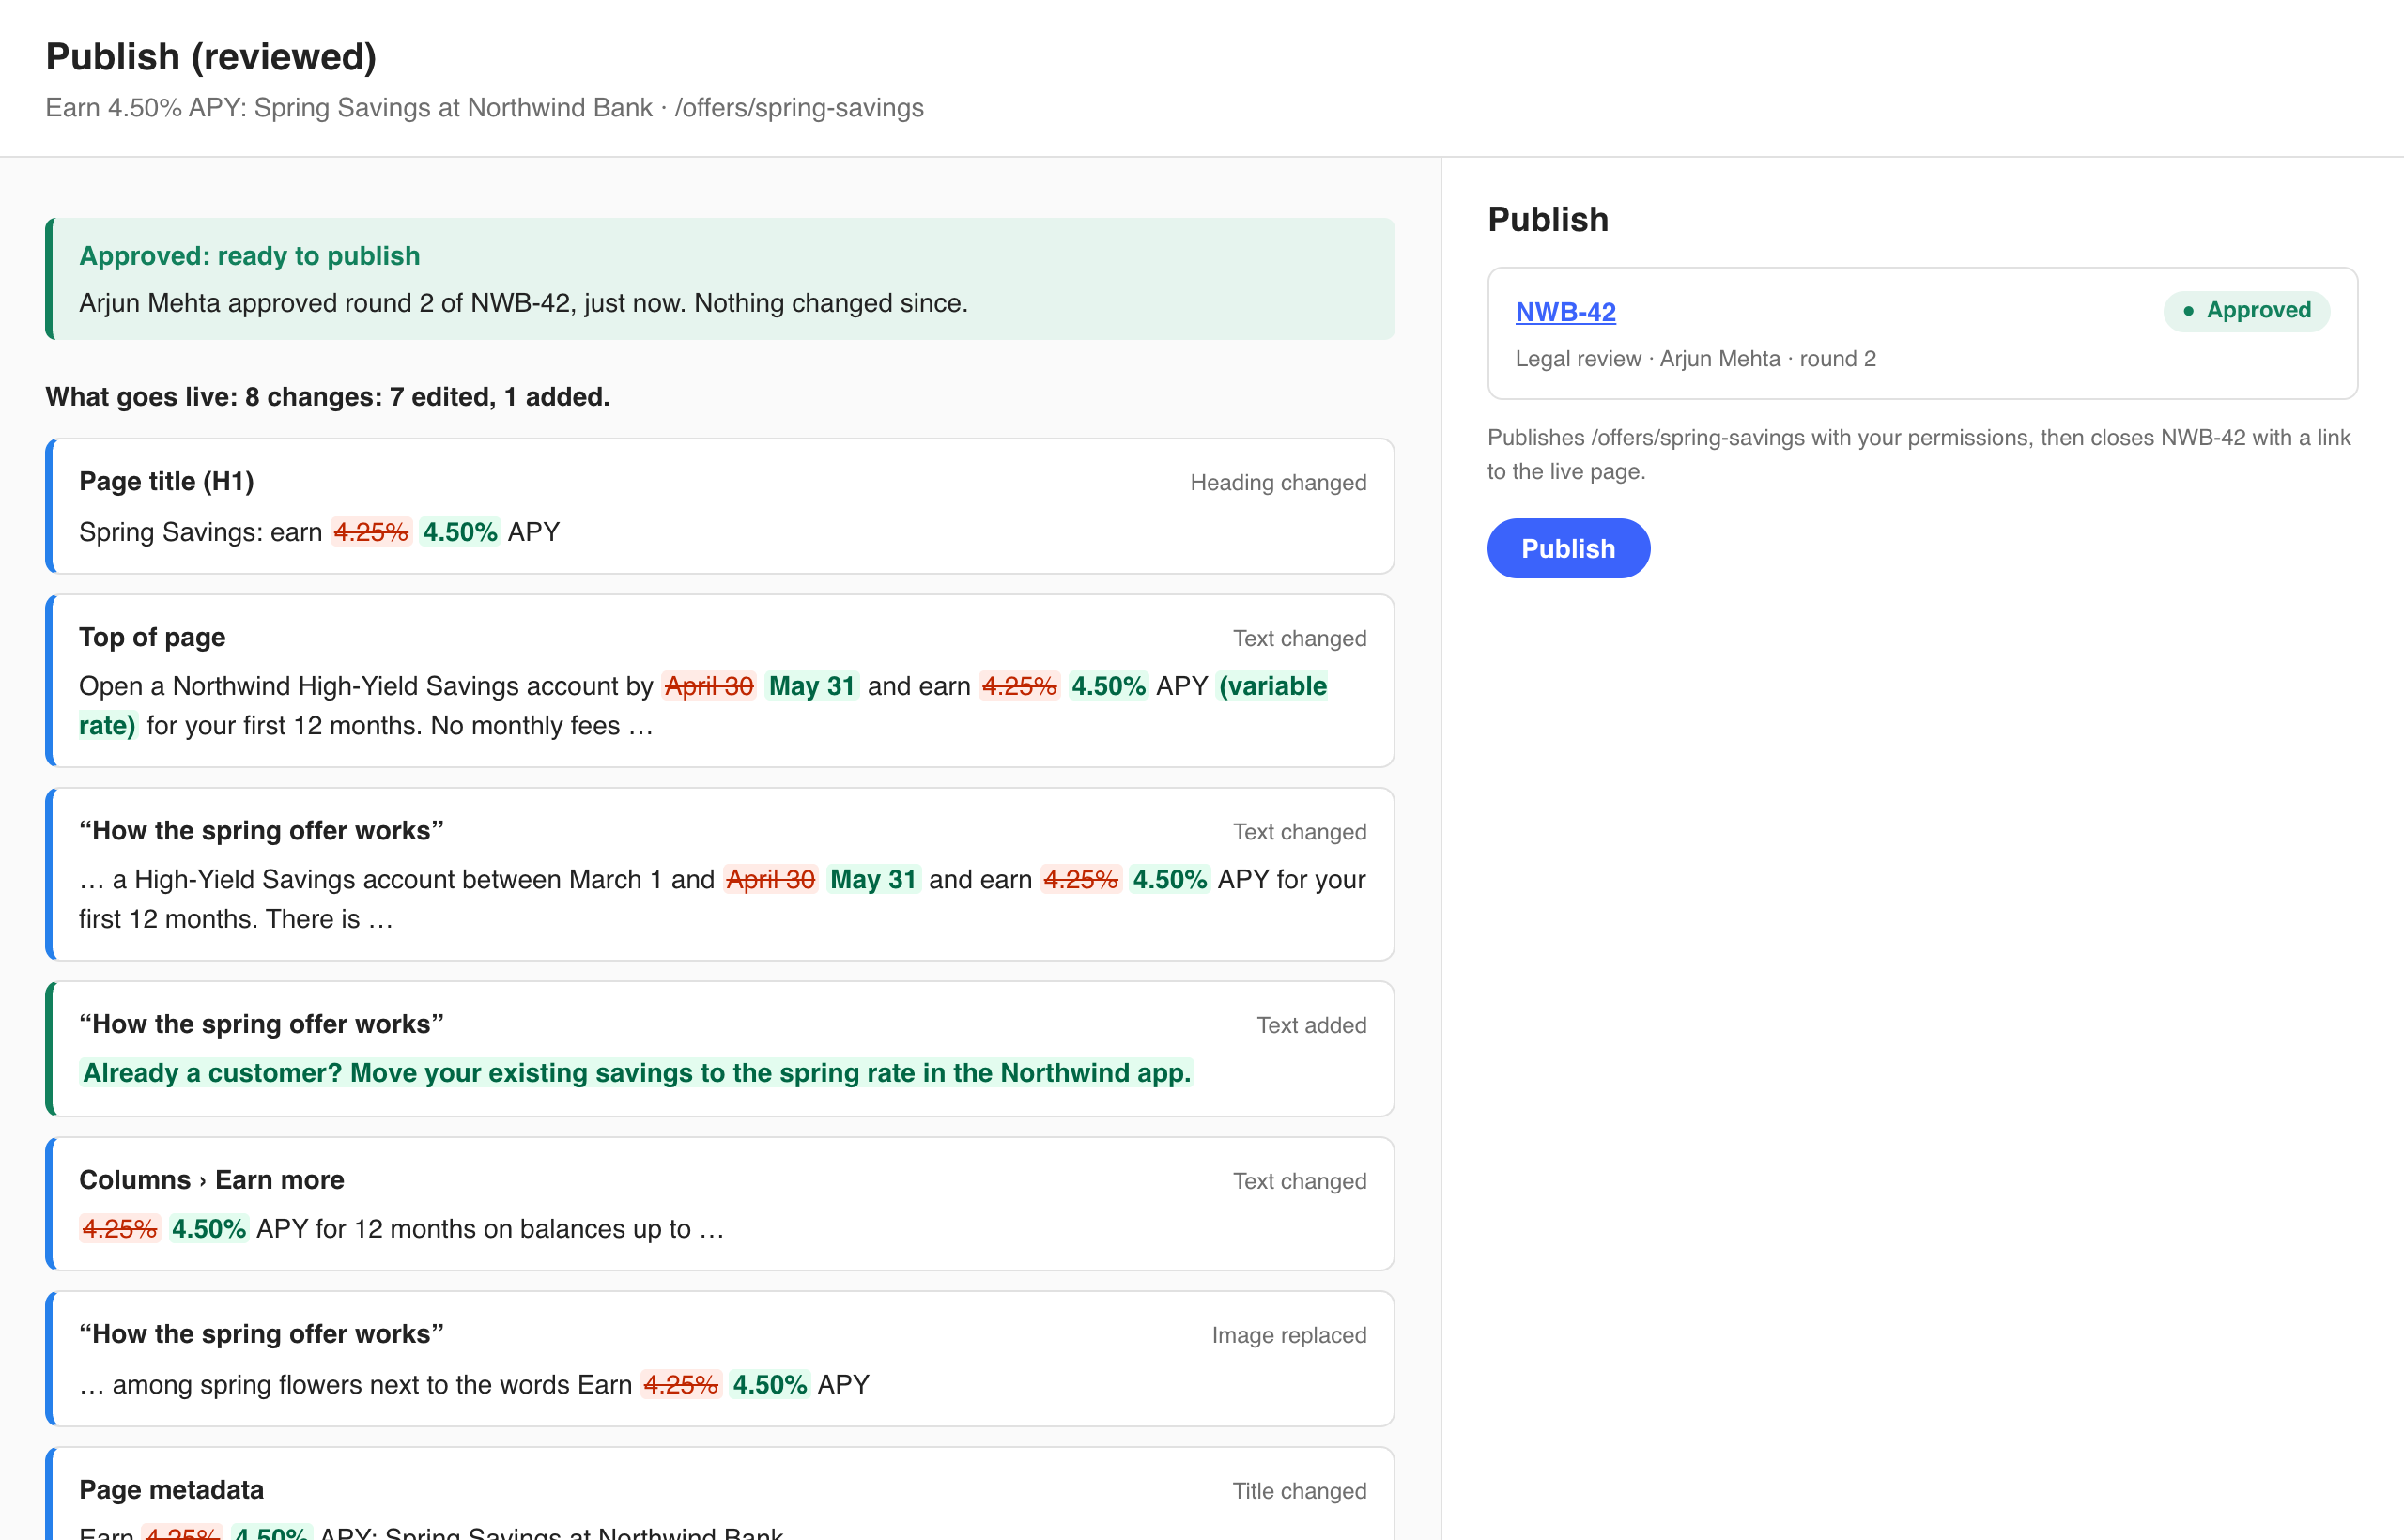 Publish (reviewed)
Earn 4.50% APY: Spring Savings at Northwind Bank · /offers/spring-savings
Approved: ready to publish
Arjun Mehta approved round 2 of NWB-42, just now. Nothing changed since.
What goes live: 8 changes: 7 edited, 1 added.
Page title (H1)
Heading changed
Spring Savings: earn 4.25% 4.50% APY
Top of page
Text changed
Open a Northwind High-Yield Savings account by April 30 May 31 and earn 4.25% 4.50% APY (variable
rate) for your first 12 months. No monthly fees …
“How the spring offer works”
Text changed
… a High-Yield Savings account between March 1 and April 30 May 31 and earn 4.25% 4.50% APY for your
first 12 months. There is …
“How the spring offer works”
Text added
Already a customer? Move your existing savings to the spring rate in the Northwind app.
Columns › Earn more
Text changed
4.25% 4.50% APY for 12 months on balances up to …
“How the spring offer works”
Image replaced
… among spring flowers next to the words Earn 4.25% 4.50% APY
Page metadata
Title changed
Earn 4.25% 4.50% APY: Spring Savings at Northwind Bank
Publish
NWB-42
Approved
Legal review · Arjun Mehta · round 2
Publishes /offers/spring-savings with your permissions, then closes NWB-42 with a link
to the live page.
Publish